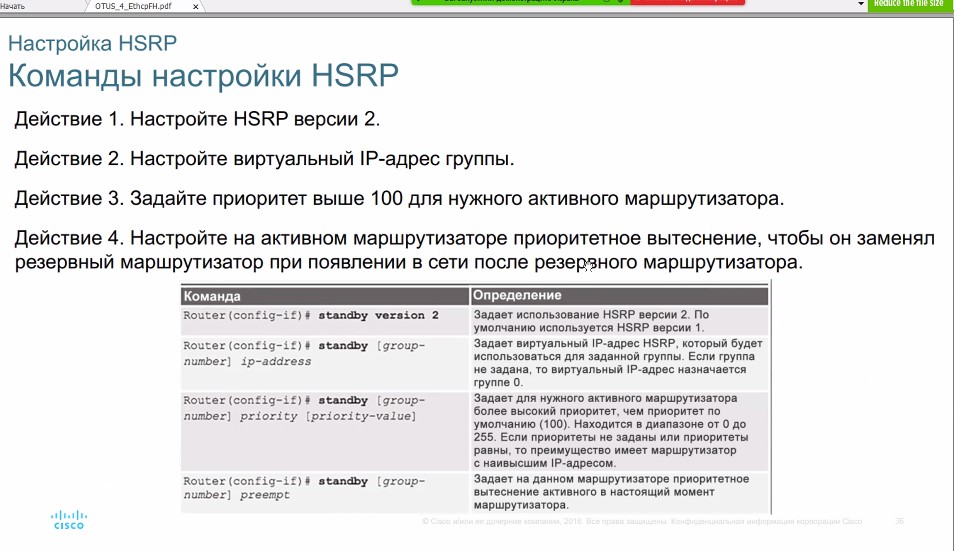 Начать
OTUS_4_EthcpFH.pdf
Reduce the file size
Настройка HSRP
Команды настройки HSRP
Действие 1. Настройте HSRP версии 2.
Действие 2. Настройте виртуальный IP-адрес группы.
Действие 3. Задайте приоритет выше 100 для нужного активного маршрутизатора.
Действие 4. Настройте на активном маршрутизаторе приоритетное вытеснение, чтобы он заменял
резервный маршрутизатор при появлении в сети после резервного маршрутизатора.
Команда
Определение
Router(config-if)# standby version 2
Задает использование HSRP версии 2. По
умолчанию используется HSRP версии 1.
Router(config-if)# standby [group-
number] ip-address
Задает виртуальный IP-адрес HSRP, который будет
использоваться для заданной группы. Если группа
не задана, то виртуальный IP-адрес назначается
группе 0.
Router(config-if)# standby [group-
number] priority [priority-value]
Задает для нужного активного маршрутизатора
более высокий приоритет, чем приоритет по
умолчанию (100). Находится в диапазоне от 0 до
255. Если приоритеты не заданы или приоритеты
равны, то преимущество имеет маршрутизатор
с наивысшим IP-адресом.
Router(config-if)# standby [group-
number] preempt
Задает на данном маршрутизаторе приоритетное
вытеснение активного в настоящий момент
маршрутизатора.
CISCO
© Cisco и/или ее дочерние компании, 2016. Все права защищены. Конфиденциальная информация корпорации Cisco
36